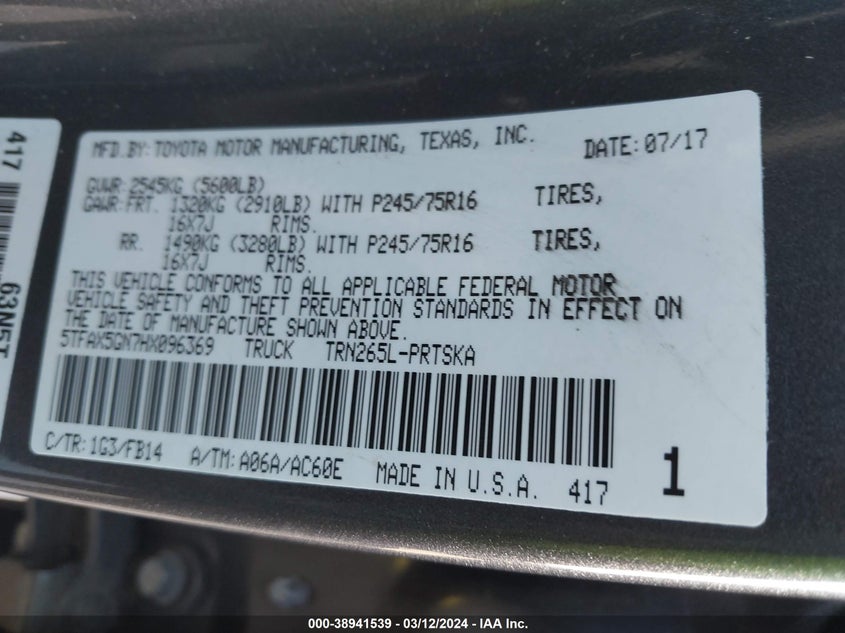 417
63N5T
MFD.BY:TOYOTA MOTOR MANUFACTURING, TEXAS, INC. DATE:07/17
GVWR:2545KG (5600LB)
GAWR:FRT. 1320KG (2910LB) WITH P245/75R16 TIRES,
16X7J RIMS.
RR. 1490KG (3280LB) WITH P245/75R16 TIRES,
16X7J RIMS.
THIS VEHICLE CONFORMS TO ALL APPLICABLE FEDERAL MOTOR
VEHICLE SAFETY AND THEFT PREVENTION STANDARDS IN EFFECT ON
THE DATE OF MANUFACTURE SHOWN ABOVE.
5TFAX5GN7HX096369 TRUCK TRN265L-PRTSKA
C/TR:1G3/FB14 A/TM:A06A/AC60E MADE IN U.S.A. 417 1
000-38941539 - 03/12/2024 - IAA Inc.